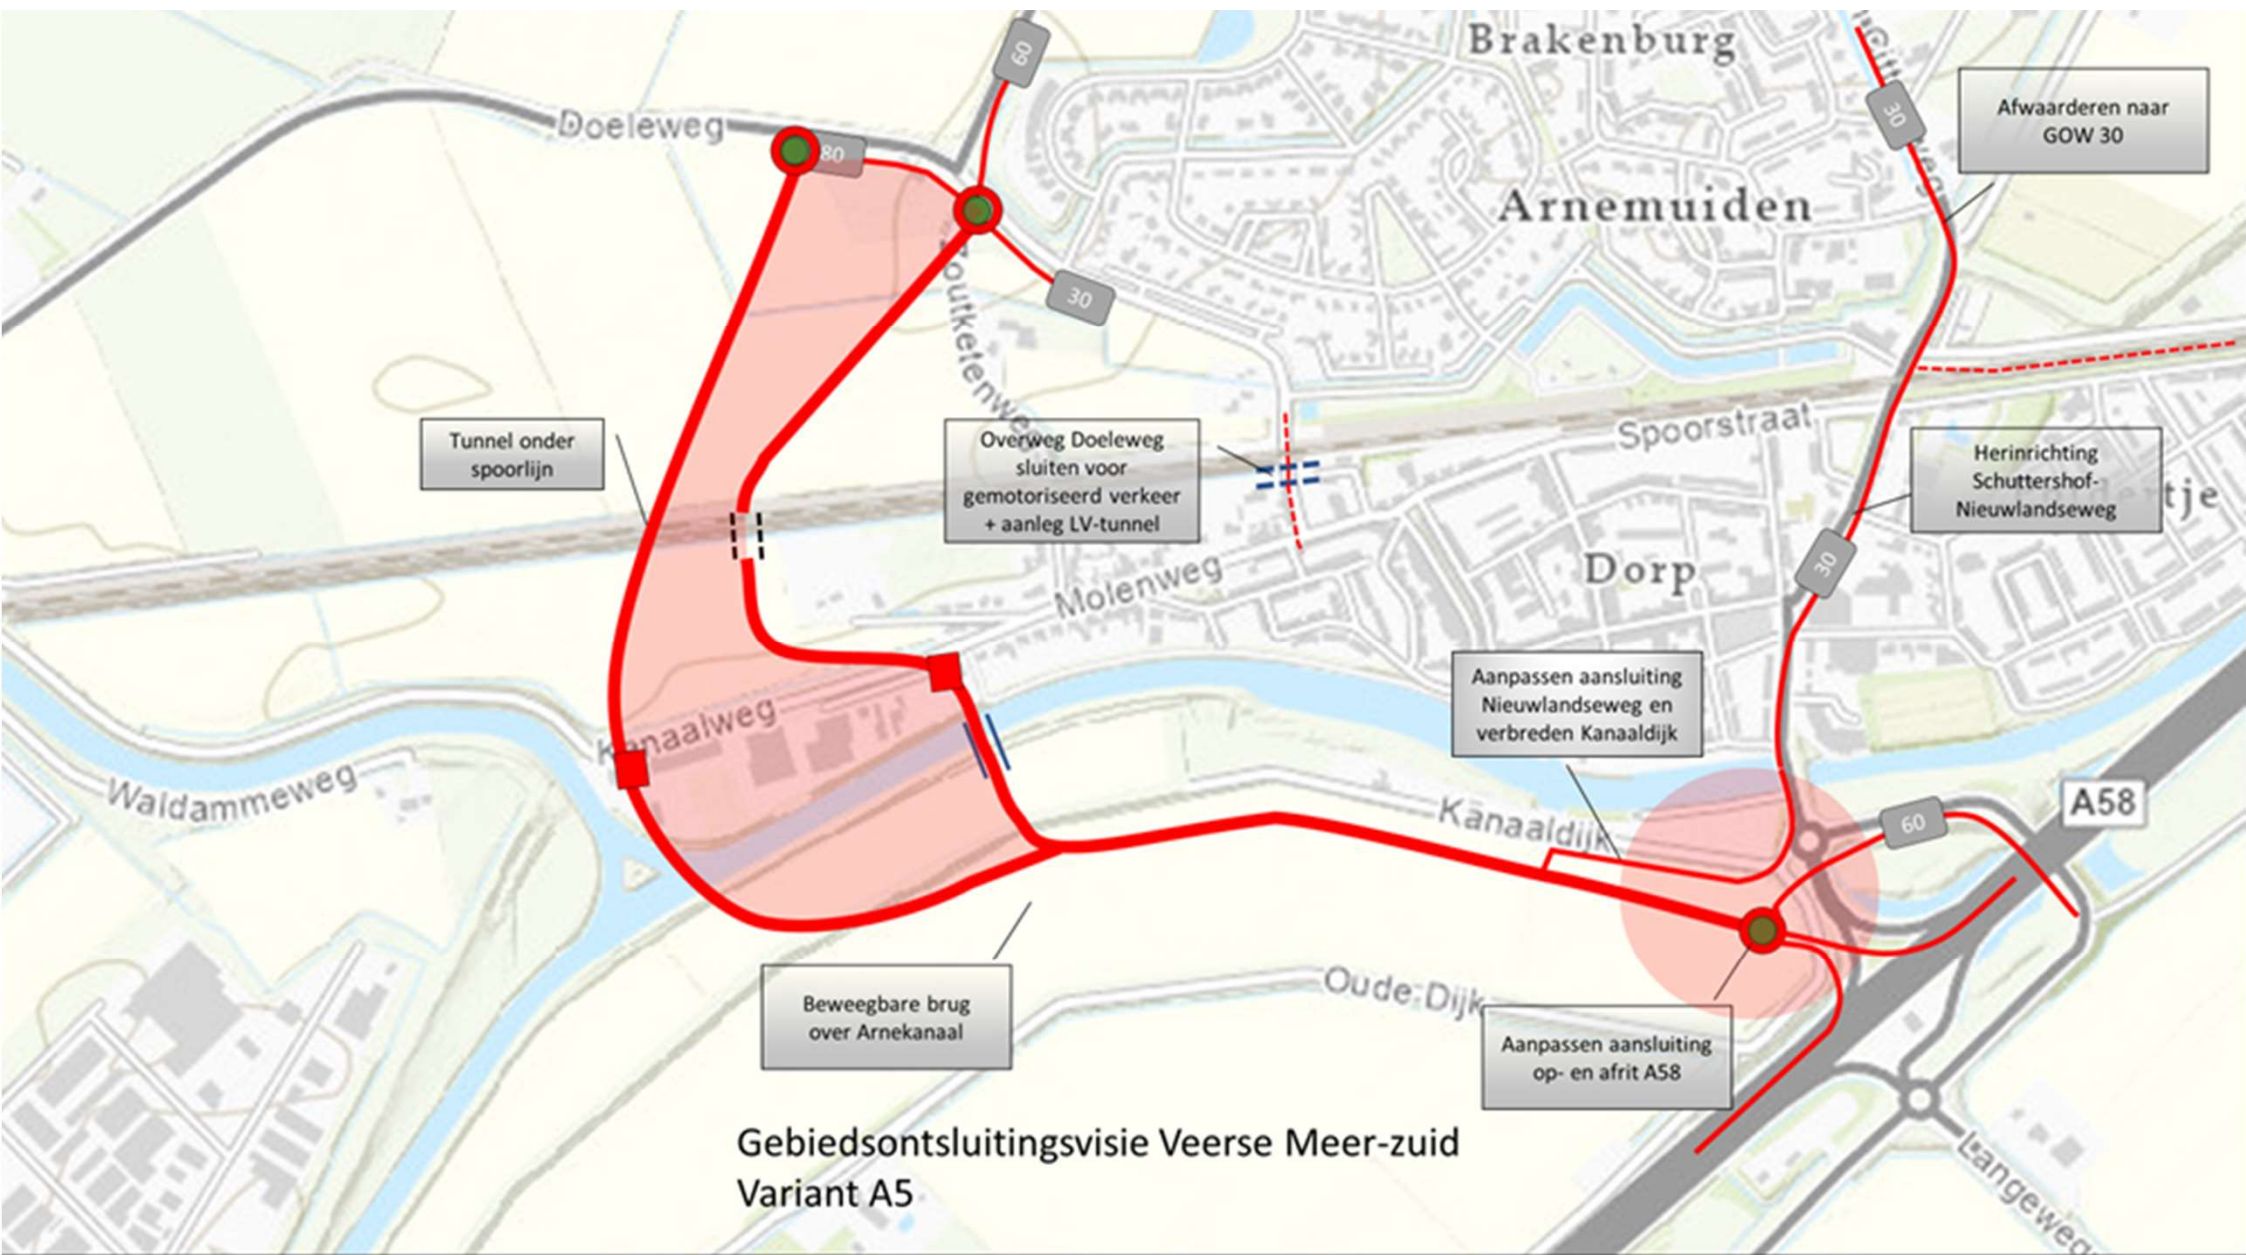 Brakenburg
60
Gitt
Doeleweg
80
30
Afwaarderen naar
GOW 30
Arnemuiden
30
Zoutketenweg
Tunnel onder
spoorlijn
Overweg Doeleweg
sluiten voor
gemotoriseerd verkeer
+ aanleg LV-tunnel
Spoorstraat
Herinrichting
Schuttershof-
Nieuwlandseweg
rtje
Dorp
30
Molenweg
Kanaalweg
Waldammeweg
Aanpassen aansluiting
Nieuwlandseweg en
verbreden Kanaaldijk
Kanaaldijk
60
A58
Beweegbare brug
over Arnekanaal
Oude Dijk
Aanpassen aansluiting
op- en afrit A58
Gebiedsontsluitingsvisie Veerse Meer-zuid
Variant A5
Langeweg